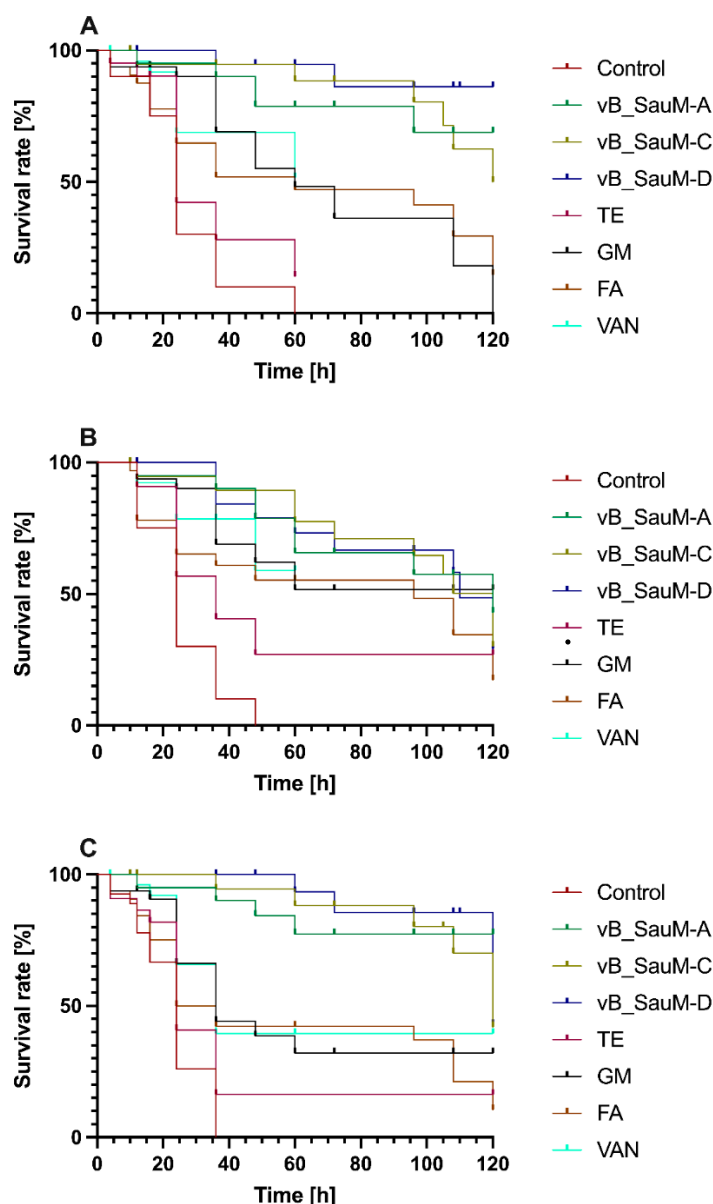 A
Survival rate [%]
100
50
0
0 20 40 60 80 100 120
Time [h]
Control
vB_SauM-A
vB_SauM-C
vB_SauM-D
TE
GM
FA
VAN
B
Survival rate [%]
100
50
0
0 20 40 60 80 100 120
Time [h]
Control
vB_SauM-A
vB_SauM-C
vB_SauM-D
TE
GM
FA
VAN
C
Survival rate [%]
100
50
0
0 20 40 60 80 100 120
Time [h]
Control
vB_SauM-A
vB_SauM-C
vB_SauM-D
TE
GM
FA
VAN